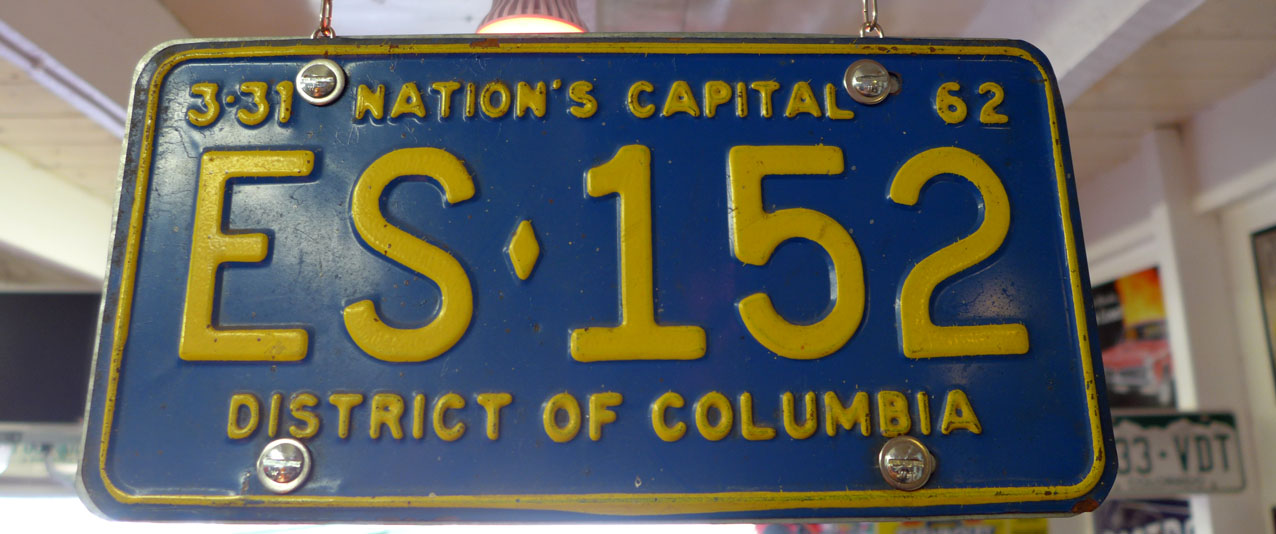 3·31 NATION'S CAPITAL 62
ES♦152
DISTRICT OF COLUMBIA
33-VDT